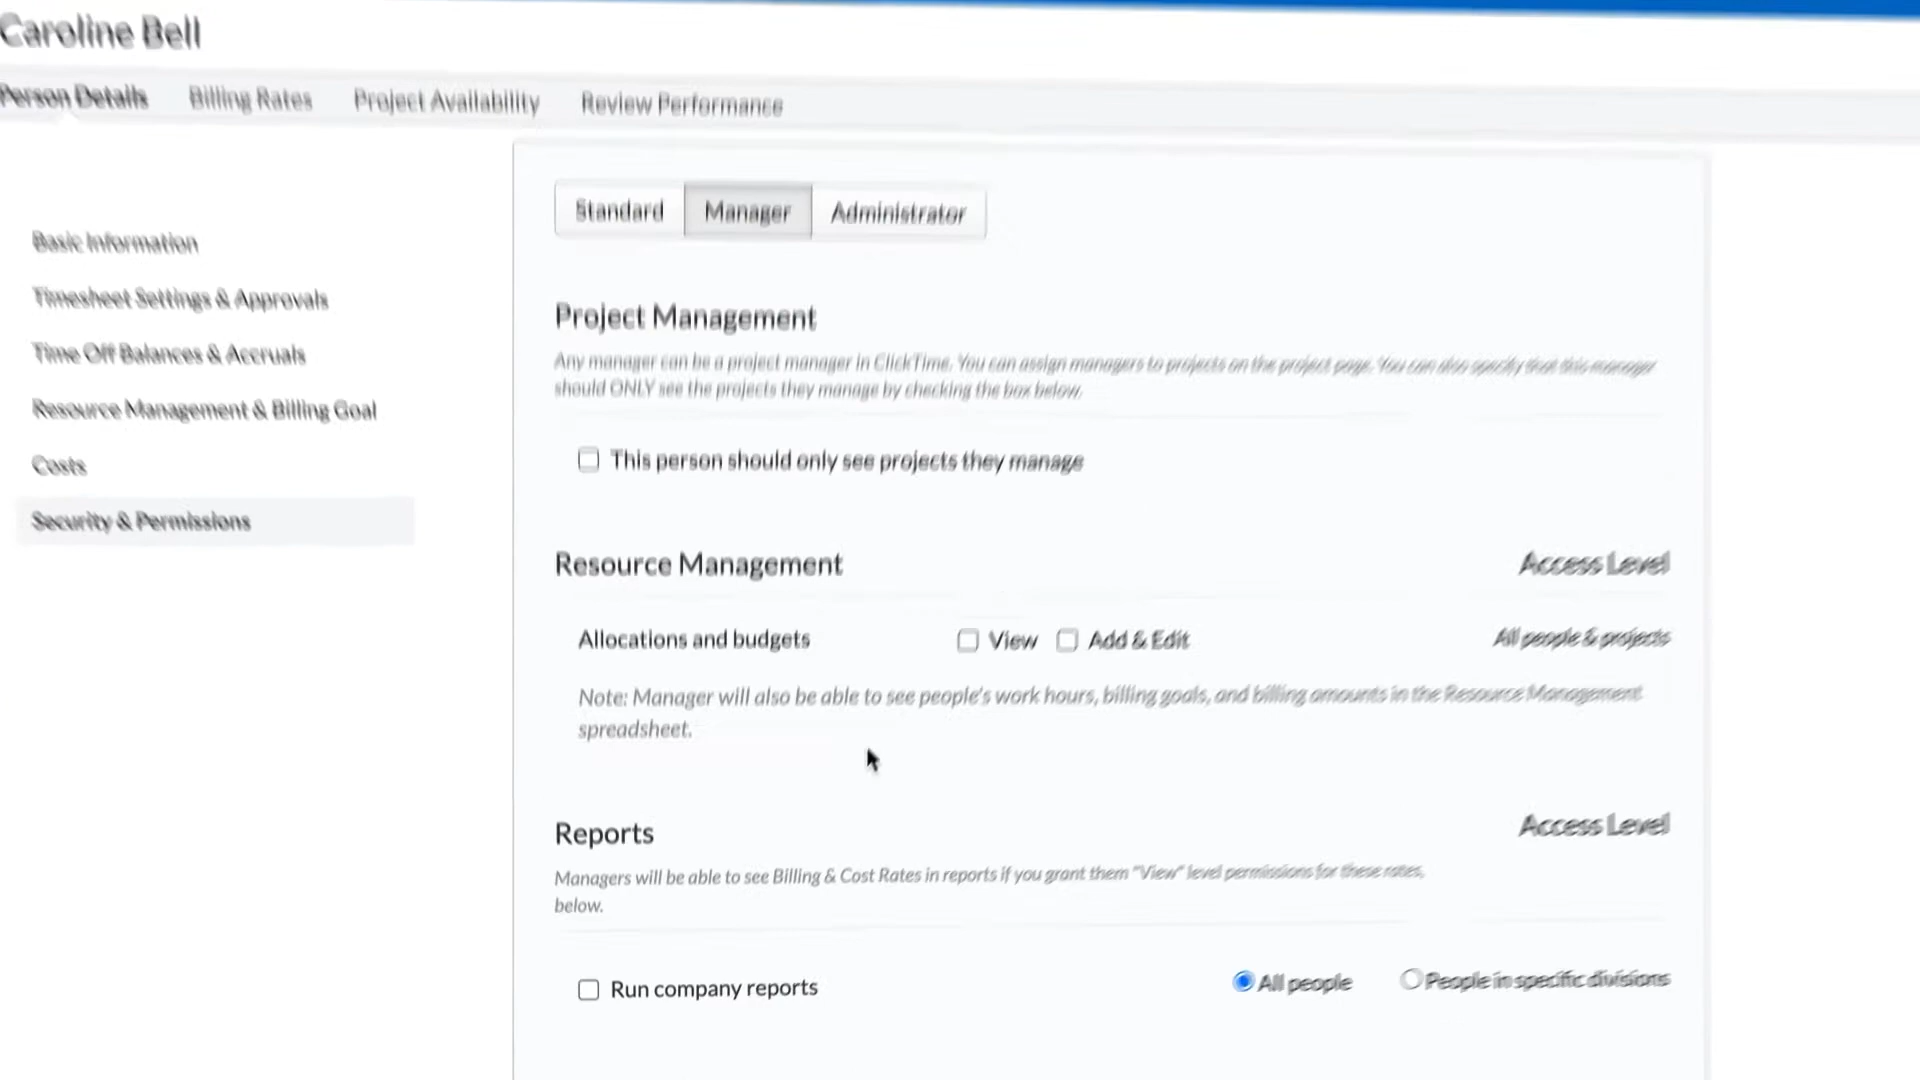 Caroline Bell
Person Details Billing Rates Project Availability Review Performance
Standard Manager Administrator
Basic Information
Timesheet Settings & Approvals
Time Off Balances & Accruals
Resource Management & Billing Goal
Costs
Security & Permissions
Project Management
Any manager can be a project manager in ClickTime. You can assign managers to projects on the project page. You can also specify that this manager
should ONLY see the projects they manage by checking the box below.
This person should only see projects they manage
Resource Management Access Level
Allocations and budgets View Add & Edit All people & projects
Note: Manager will also be able to see people's work hours, billing goals, and billing amounts in the Resource Management
spreadsheet.
Reports Access Level
Managers will be able to see Billing & Cost Rates in reports if you grant them "View" level permissions for these rates,
below.
Run company reports All people People in specific divisions